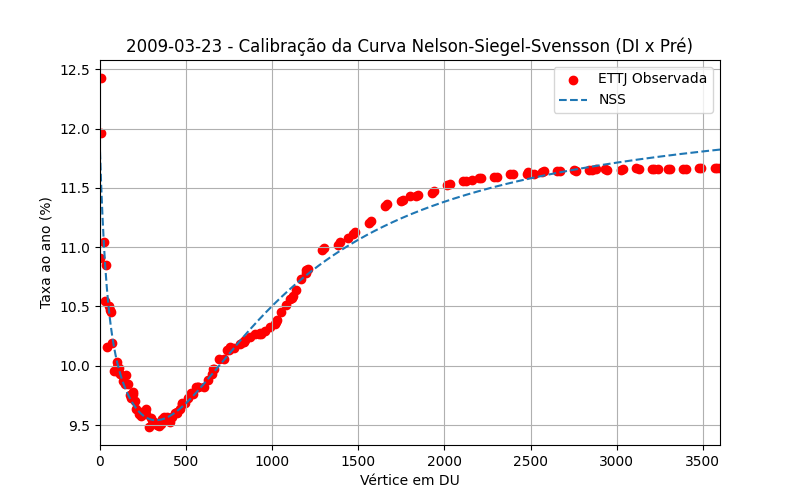 2009-03-23 - Calibração da Curva Nelson-Siegel-Svensson (DI x Pré)
ETTJ Observada
NSS
Taxa ao ano (%)
12.5
12.0
11.5
11.0
10.5
10.0
9.5
0 500 1000 1500 2000 2500 3000 3500
Vértice em DU